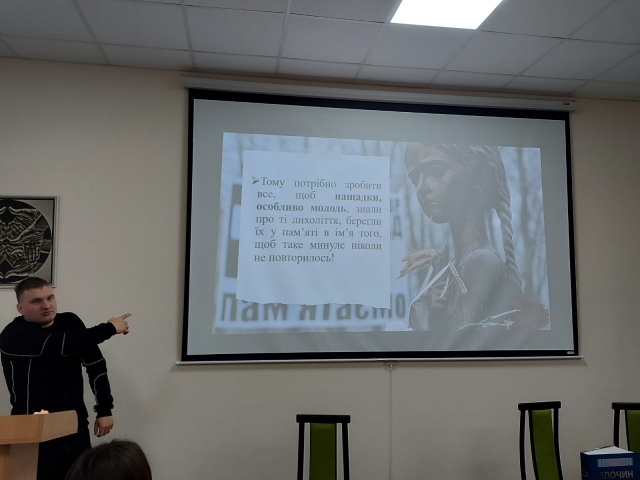 ➢Тому потрібно зробити
все, щоб нащадки,
особливо молодь, знали
про ті лихоліття, берегли
їх у пам'яті в ім'я того,
щоб таке минуле ніколи
не повторилось!
пам'ятаємо